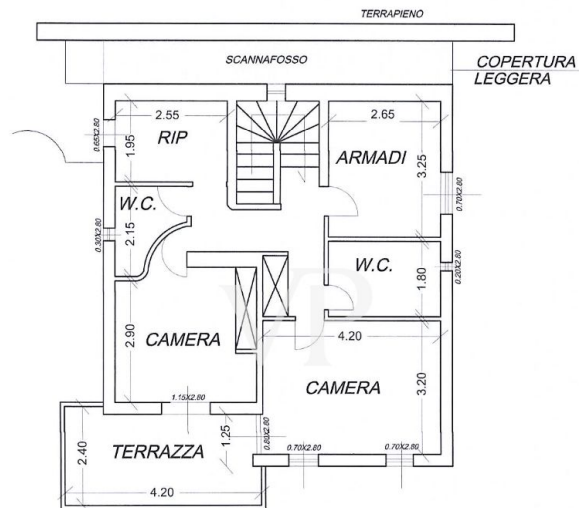 TERRAPIENO
SCANNAFOSSO
COPERTURA
LEGGERA
2.55
2.65
0.65X2.80
1.95
RIP
ARMADI
3.25
0.70X2.80
W.C.
2.15
0.30X2.80
W.C.
1.80
0.20X2.80
VP
2.90
CAMERA
4.20
CAMERA
3.20
1.15X2.80
2.40
TERRAZZA
1.25
0.80X2.80
0.70X2.80
0.70X2.80
4.20